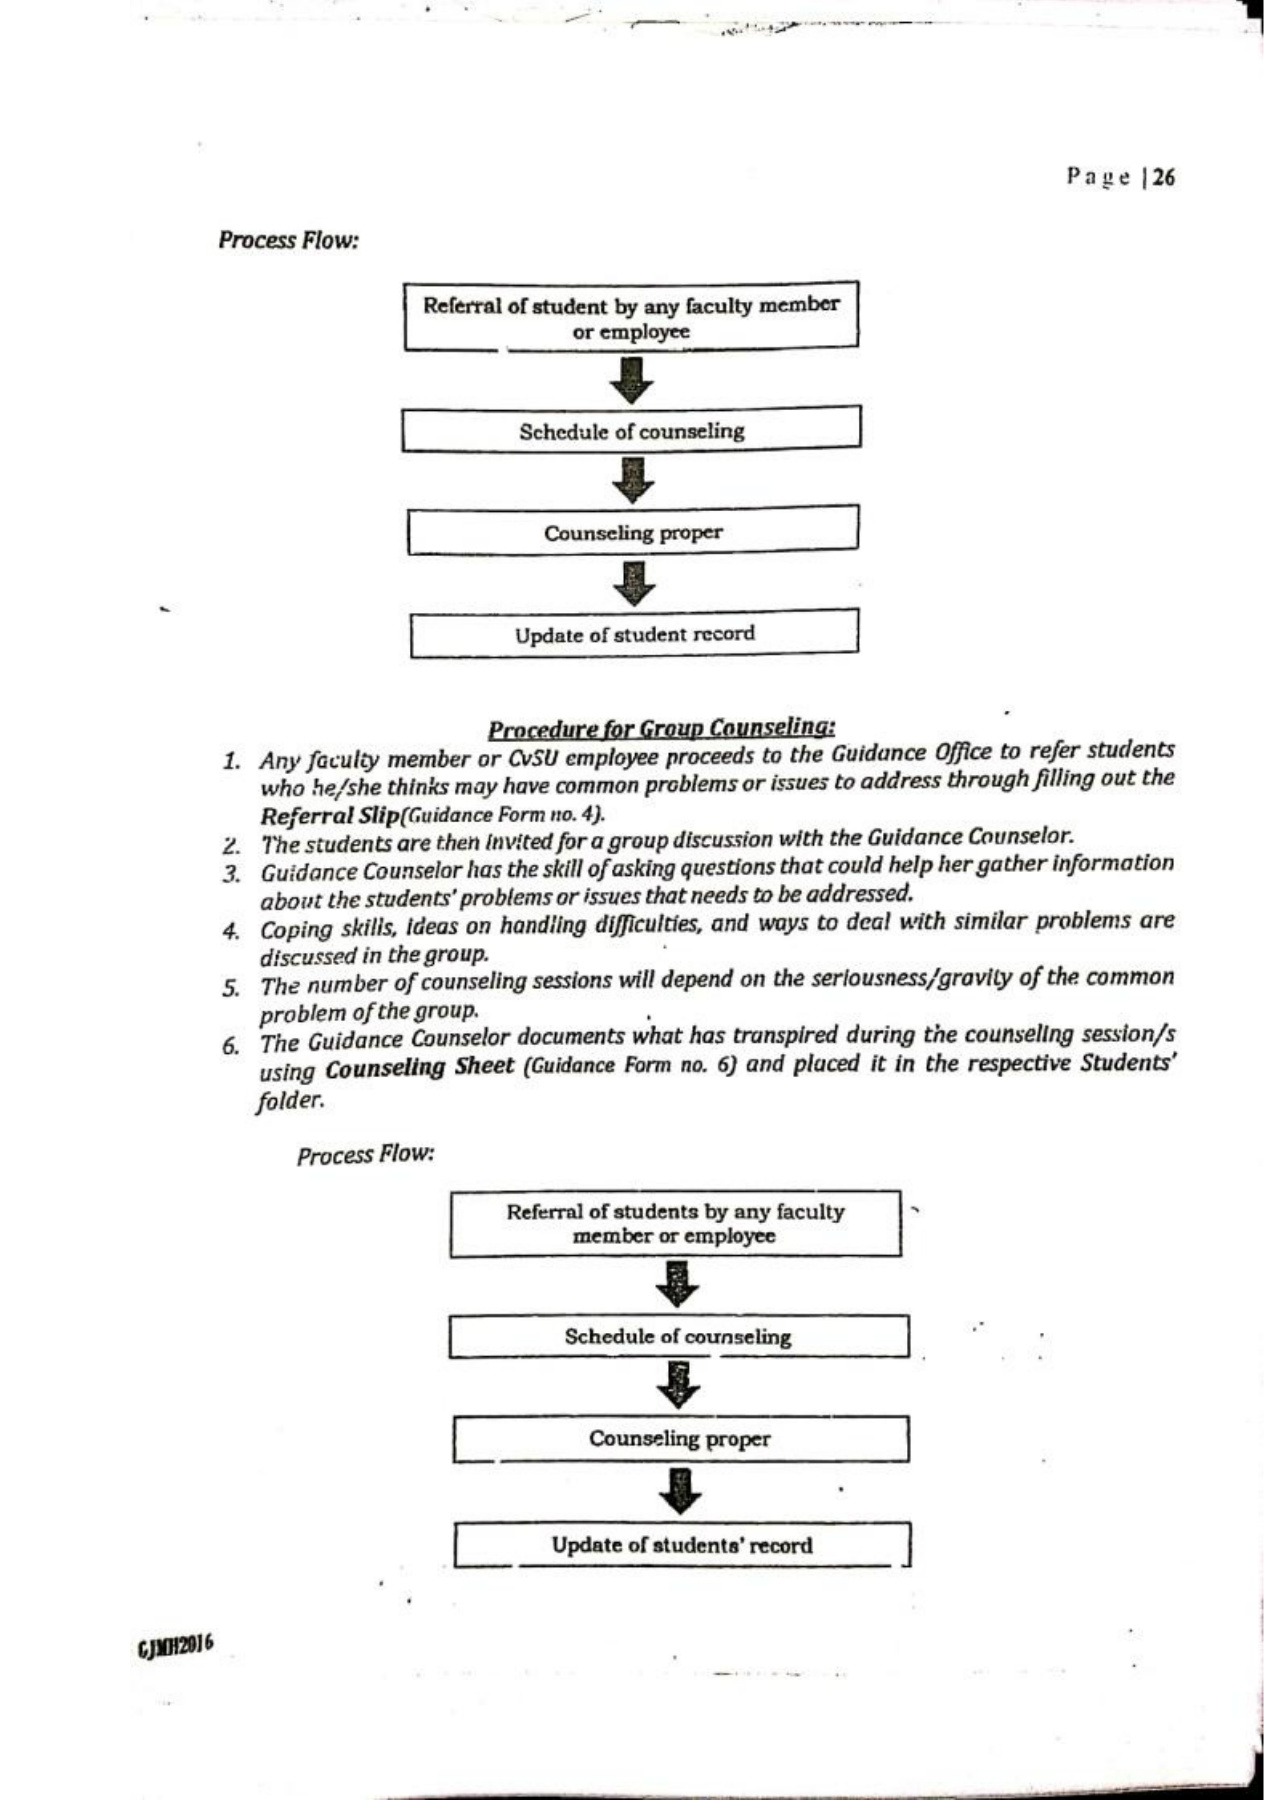 Page |26
Process Flow:
Referral of student by any faculty member
or employee
Schedule of counseling
Counseling proper
Update of student record
Procedure for Group Counseling:
1. Any faculty member or CvSU employee proceeds to the Guidance Office to refer students
who he/she thinks may have common problems or issues to address through filling out the
Referral Slip(Guidance Form no. 4).
2. The students are then invited for a group discussion with the Guidance Counselor.
3. Guidance Counselor has the skill of asking questions that could help her gather information
about the students' problems or issues that needs to be addressed.
4. Coping skills, ideas on handling difficulties, and ways to deal with similar problems are
discussed in the group.
5. The number of counseling sessions will depend on the seriousness/gravity of the common
problem of the group.
6. The Guidance Counselor documents what has transpired during the counseling session/s
using Counseling Sheet (Guidance Form no. 6) and placed it in the respective Students'
folder.
Process Flow:
Referral of students by any faculty
member or employee
Schedule of counseling
Counseling proper
Update of students' record
GJMH2016